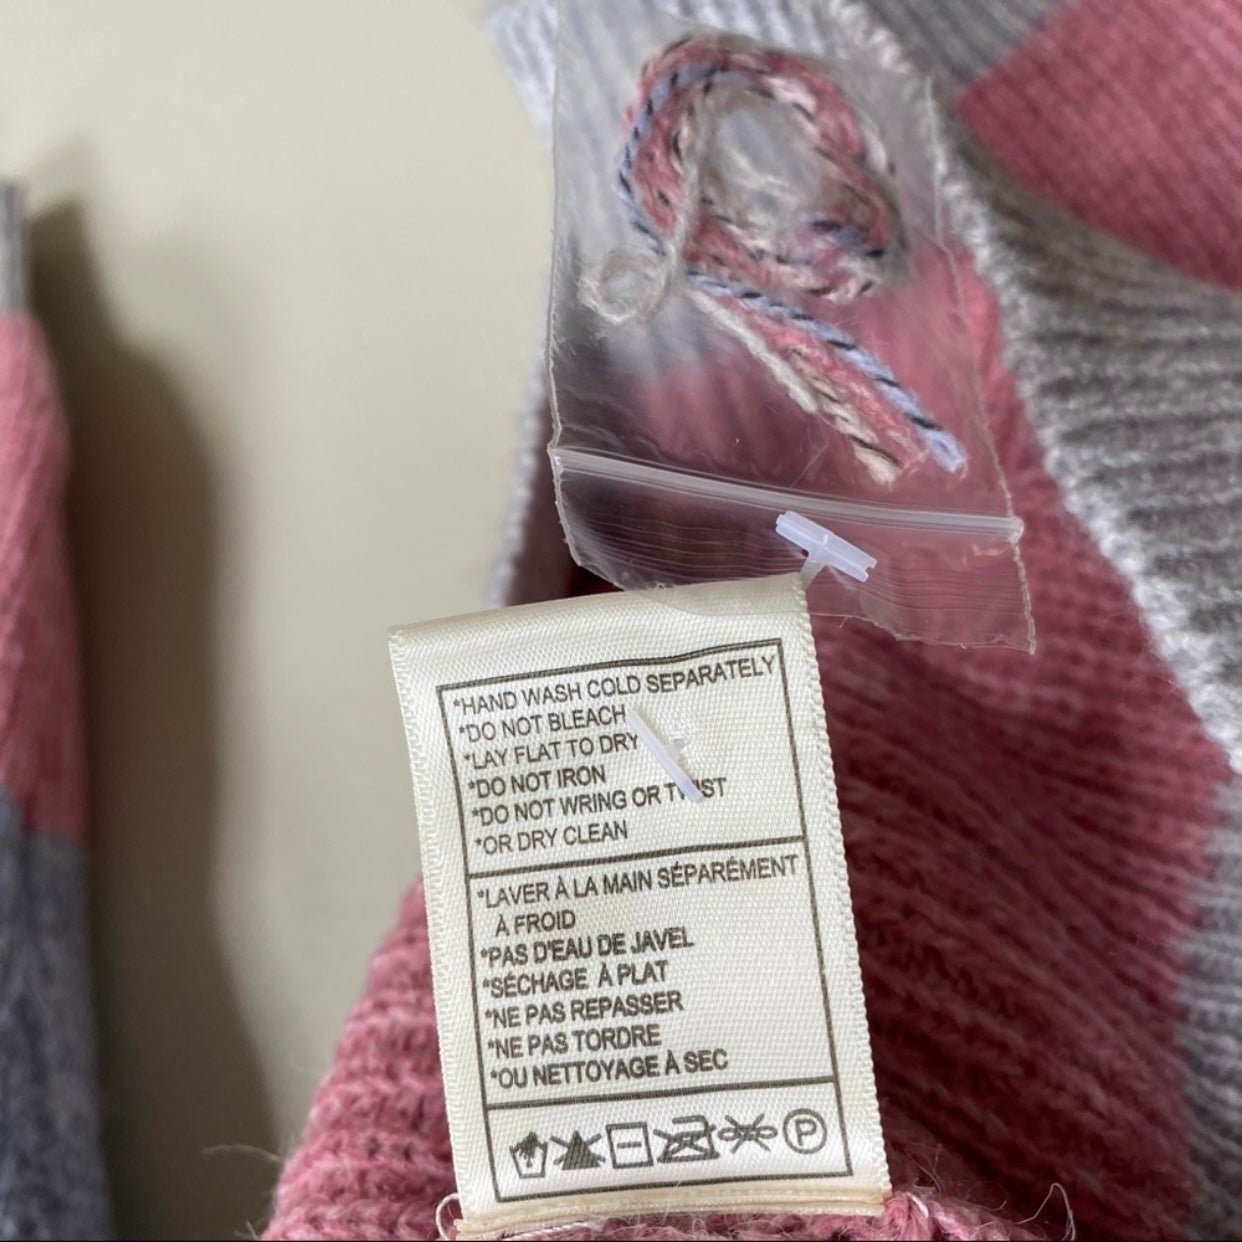 *HAND WASH COLD SEPARATELY
*DO NOT BLEACH
*LAY FLAT TO DRY
*DO NOT IRON
*DO NOT WRING OR TWIST
*OR DRY CLEAN
*LAVER À LA MAIN SÉPARÉMENT
À FROID
*PAS D'EAU DE JAVEL
*SÉCHAGE À PLAT
*NE PAS REPASSER
*NE PAS TORDRE
*OU NETTOYAGE À SEC
P